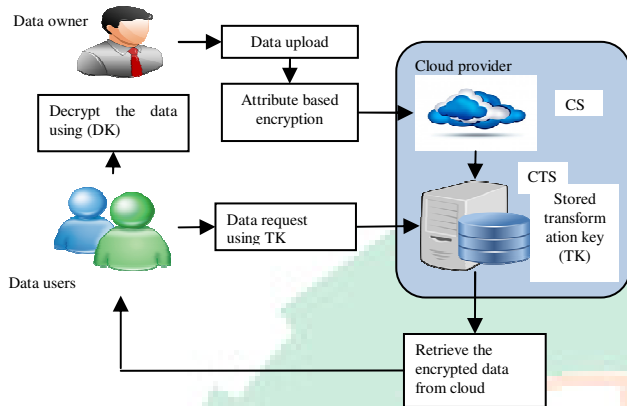 Data owner
Data upload
Cloud provider
Attribute based
encryption
CS
Decrypt the data
using (DK)
CTS
Stored
transform
ation key
(TK)
Data request
using TK
Data users
Retrieve the
encrypted data
from cloud